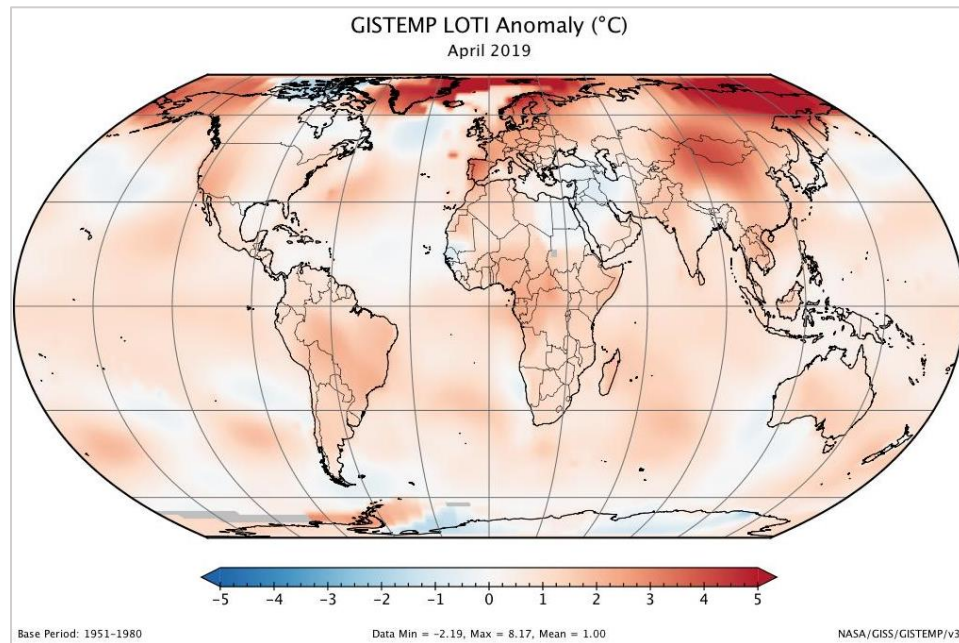 GISTEMP LOTI Anomaly (°C)
April 2019
-5 -4 -3 -2 -1 0 1 2 3 4 5
Base Period: 1951-1980 Data Min = -2.19, Max = 8.17, Mean = 1.00 NASA/GISS/GISTEMP/v3